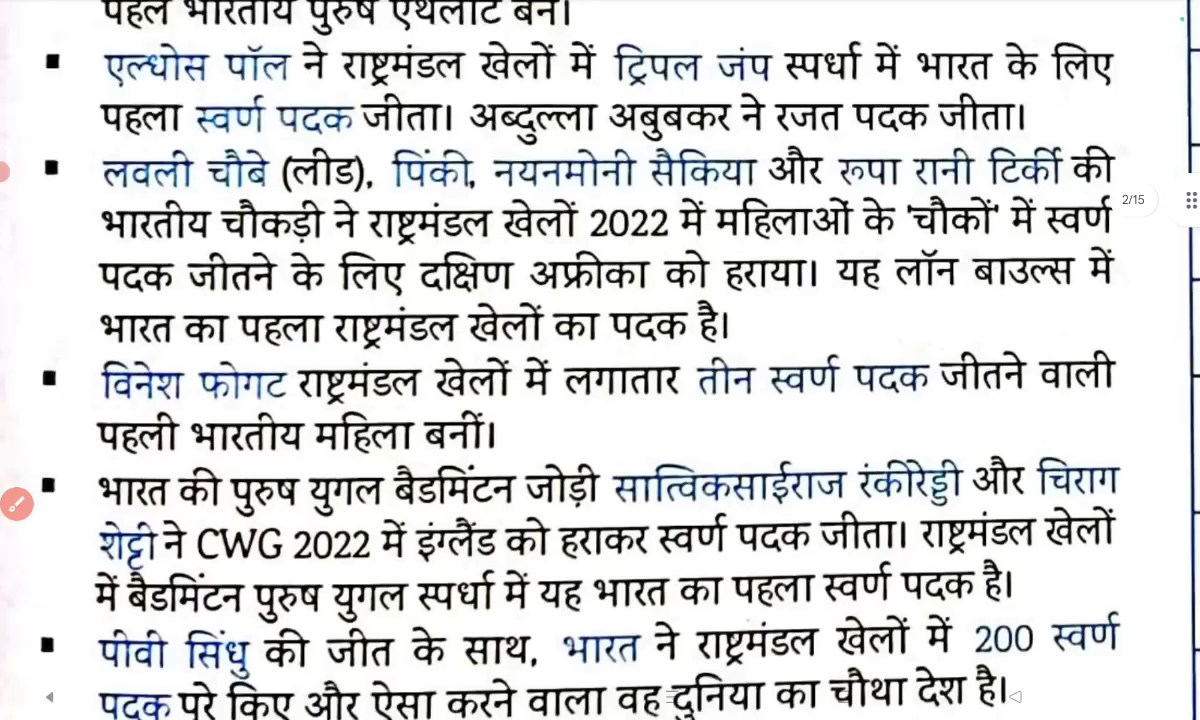 पहले भारतीय पुरुष एथलीट बने।
एल्धोस पॉल ने राष्ट्रमंडल खेलों में ट्रिपल जंप स्पर्धा में भारत के लिए
पहला स्वर्ण पदक जीता। अब्दुल्ला अबुबकर ने रजत पदक जीता।
लवली चौबे (लीड), पिंकी, नयनमोनी सैकिया और रूपा रानी टिर्की की
भारतीय चौकड़ी ने राष्ट्रमंडल खेलों 2022 में महिलाओं के 'चौकों' में स्वर्ण
पदक जीतने के लिए दक्षिण अफ्रीका को हराया। यह लॉन बाउल्स में
भारत का पहला राष्ट्रमंडल खेलों का पदक है।
विनेश फोगट राष्ट्रमंडल खेलों में लगातार तीन स्वर्ण पदक जीतने वाली
पहली भारतीय महिला बनीं।
भारत की पुरुष युगल बैडमिंटन जोड़ी सात्विकसाईराज रंकीरेड्डी और चिराग
शेट्टी ने CWG 2022 में इंग्लैंड को हराकर स्वर्ण पदक जीता। राष्ट्रमंडल खेलों
में बैडमिंटन पुरुष युगल स्पर्धा में यह भारत का पहला स्वर्ण पदक है।
पीवी सिंधु की जीत के साथ, भारत ने राष्ट्रमंडल खेलों में 200 स्वर्ण
पदक पूरे किए और ऐसा करने वाला वह दुनिया का चौथा देश है।
2/15